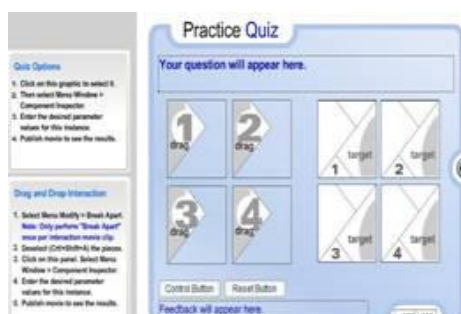 Practice Quiz
Quiz Options
1. Click on this graphic to select it.
2. Then select Menu Window >
Component Inspector.
3. Enter the desired parameter
values for this instance.
4. Publish movie to see the results.
Drag and Drop Interaction
1. Select Menu Modify > Break Apart.
Note: Only perform "Break Apart"
once per interaction movie clip.
2. Deselect (Ctrl+Shift+A) the pieces.
3. Click on this panel. Select Menu
Window > Component Inspector.
4. Enter the desired parameter
values for this instance.
5. Publish movie to see the results.
Your question will appear here.
1
drag
2
drag
target
1
target
2
3
drag
4
drag
target
3
target
4
Control Button
Reset Button
Feedback will appear here.